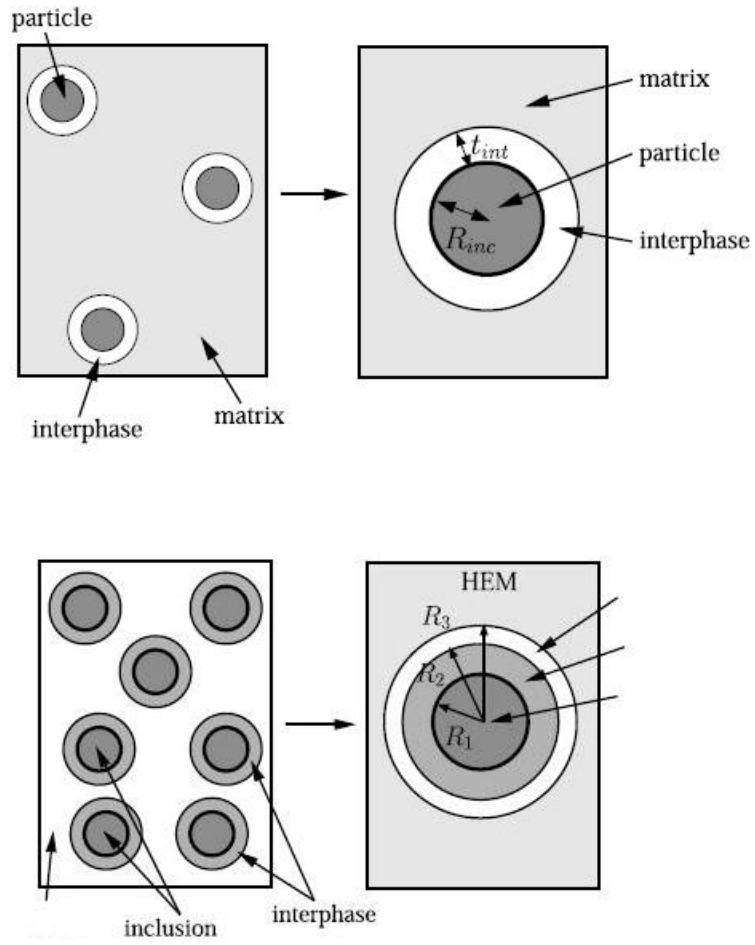 particle
matrix
t_int
particle
R_inc
interphase
interphase
matrix
HEM
R_3
R_2
R_1
interphase
inclusion